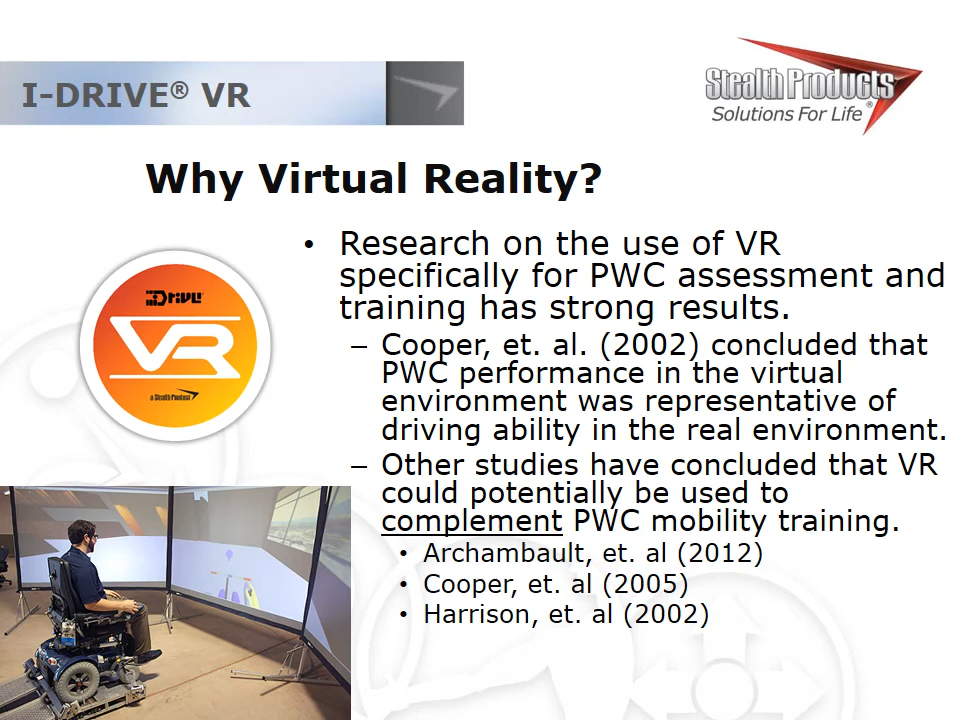 I-DRIVE® VR
Stealth Products®
Solutions For Life
Why Virtual Reality?
• Research on the use of VR
specifically for PWC assessment and
training has strong results.
– Cooper, et. al. (2002) concluded that
PWC performance in the virtual
environment was representative of
driving ability in the real environment.
– Other studies have concluded that VR
could potentially be used to
complement PWC mobility training.
• Archambault, et. al (2012)
• Cooper, et. al (2005)
• Harrison, et. al (2002)
iDrive
VR
a Stealth Product